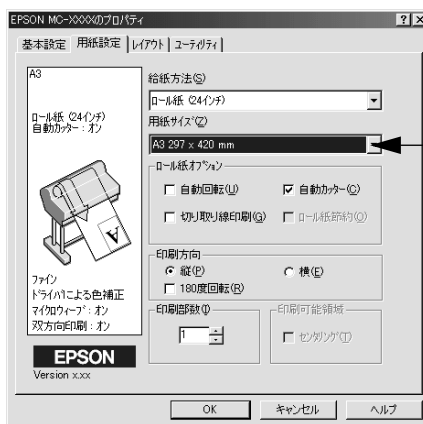 EPSON MC-XXXXのプロパティ
基本設定 用紙設定 レイアウト ユーティリティ
A3
ロール紙 (24インチ)
自動カッター：オン
A
ファイン
ドライバによる色補正
マイクロウィーブ：オン
双方向印刷：オン
EPSON
Version x.xx
給紙方法(S)
ロール紙 (24インチ)
用紙サイズ(Z)
A3 297 x 420 mm
ロール紙オプション
自動回転(U) 自動カッター(C)
切り取り線印刷(G) ロール紙節約(O)
印刷方向
縦(P) 横(E)
180度回転(R)
印刷部数(I)
1
印刷可能領域
センタリング(T)
OK キャンセル ヘルプ